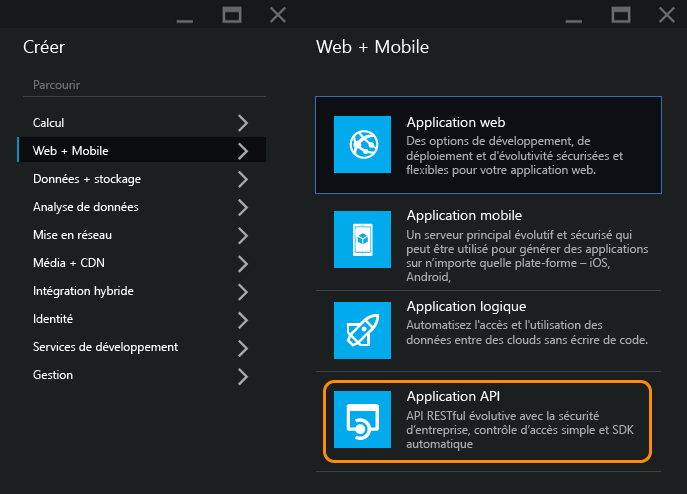 Créer
Parcourir
Calcul
Web + Mobile
Données + stockage
Analyse de données
Mise en réseau
Média + CDN
Intégration hybride
Identité
Services de développement
Gestion
Web + Mobile
Application web
Des options de développement, de
déploiement et d'évolutivité sécurisées et
flexibles pour votre application web.
Application mobile
Un serveur principal évolutif et sécurisé qui
peut être utilisé pour générer des applications
sur n'importe quelle plate-forme – iOS,
Android,
Application logique
Automatisez l'accès et l'utilisation des
données entre des clouds sans écrire de code.
Application API
API RESTful évolutive avec la sécurité
d'entreprise, contrôle d'accès simple et SDK
automatique